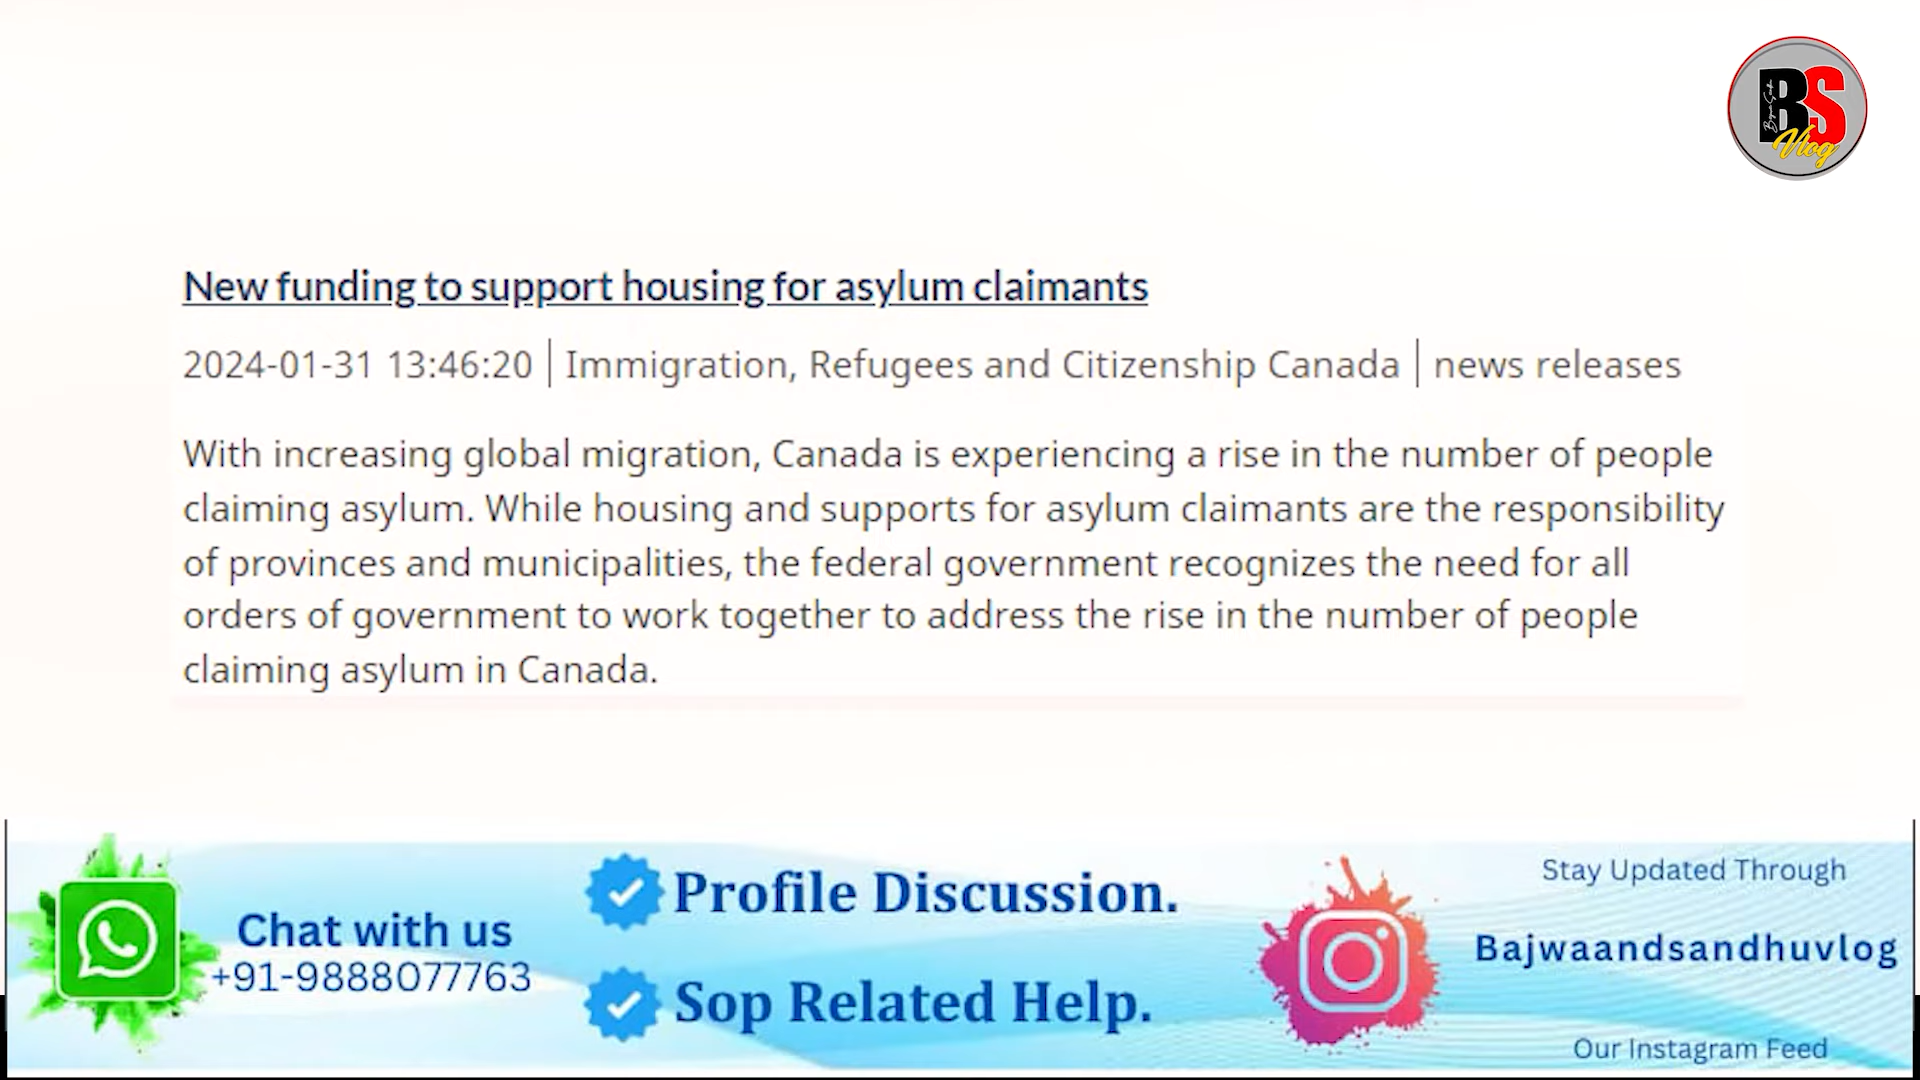 BS
Vlog
New funding to support housing for asylum claimants
2024-01-31 13:46:20 | Immigration, Refugees and Citizenship Canada | news releases
With increasing global migration, Canada is experiencing a rise in the number of people
claiming asylum. While housing and supports for asylum claimants are the responsibility
of provinces and municipalities, the federal government recognizes the need for all
orders of government to work together to address the rise in the number of people
claiming asylum in Canada.
Chat with us
+91-9888077763
Profile Discussion.
Sop Related Help.
Stay Updated Through
Bajwaandsandhuvlog
Our Instagram Feed